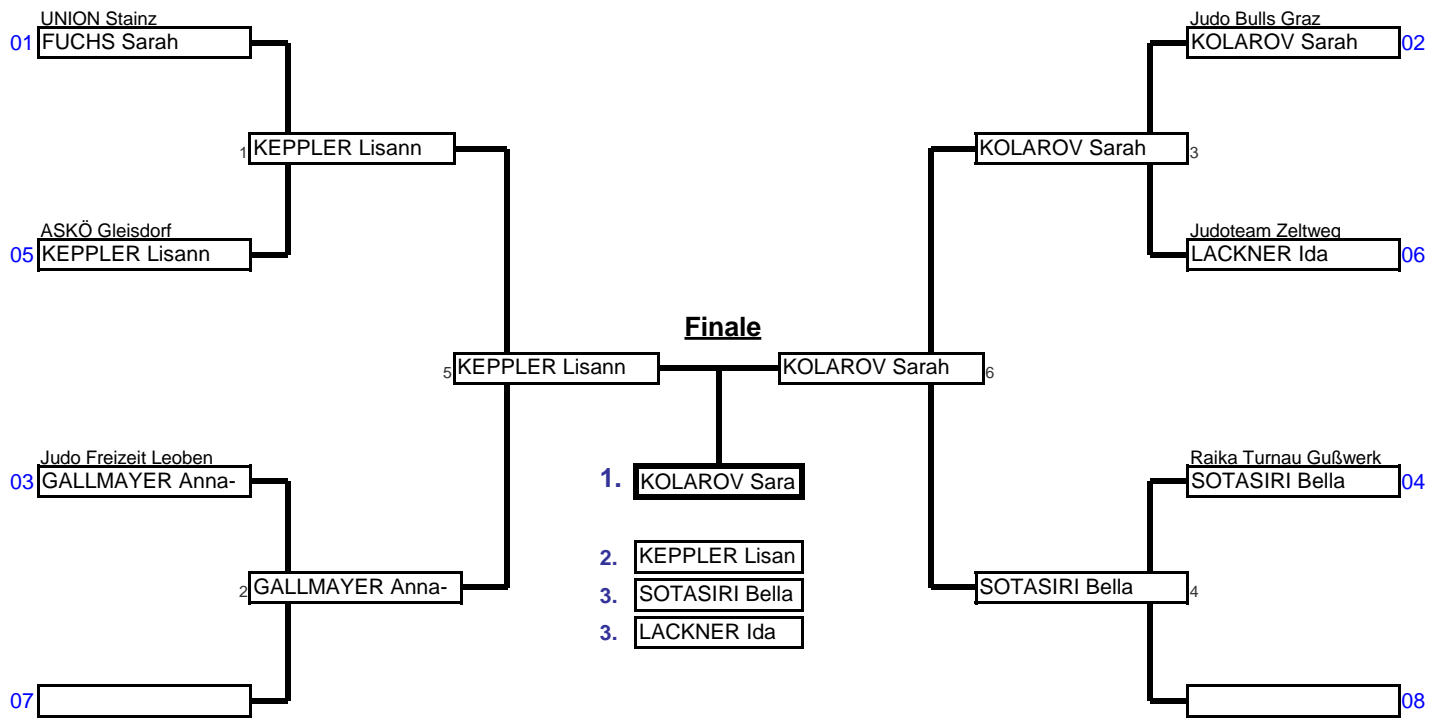 UNION Stainz
01 FUCHS Sarah
Judo Bulls Graz
KOLAROV Sarah 02
1 KEPPLER Lisann
KOLAROV Sarah 3
ASKÖ Gleisdorf
05 KEPPLER Lisann
Judoteam Zeltweg
LACKNER Ida 06
Finale
5 KEPPLER Lisann
KOLAROV Sarah 6
Judo Freizeit Leoben
03 GALLMAYER Anna-
Raika Turnau Gußwerk
SOTASIRI Bella 04
1. KOLAROV Sara
2. KEPPLER Lisan
3. SOTASIRI Bella
3. LACKNER Ida
2 GALLMAYER Anna-
SOTASIRI Bella 4
07
08